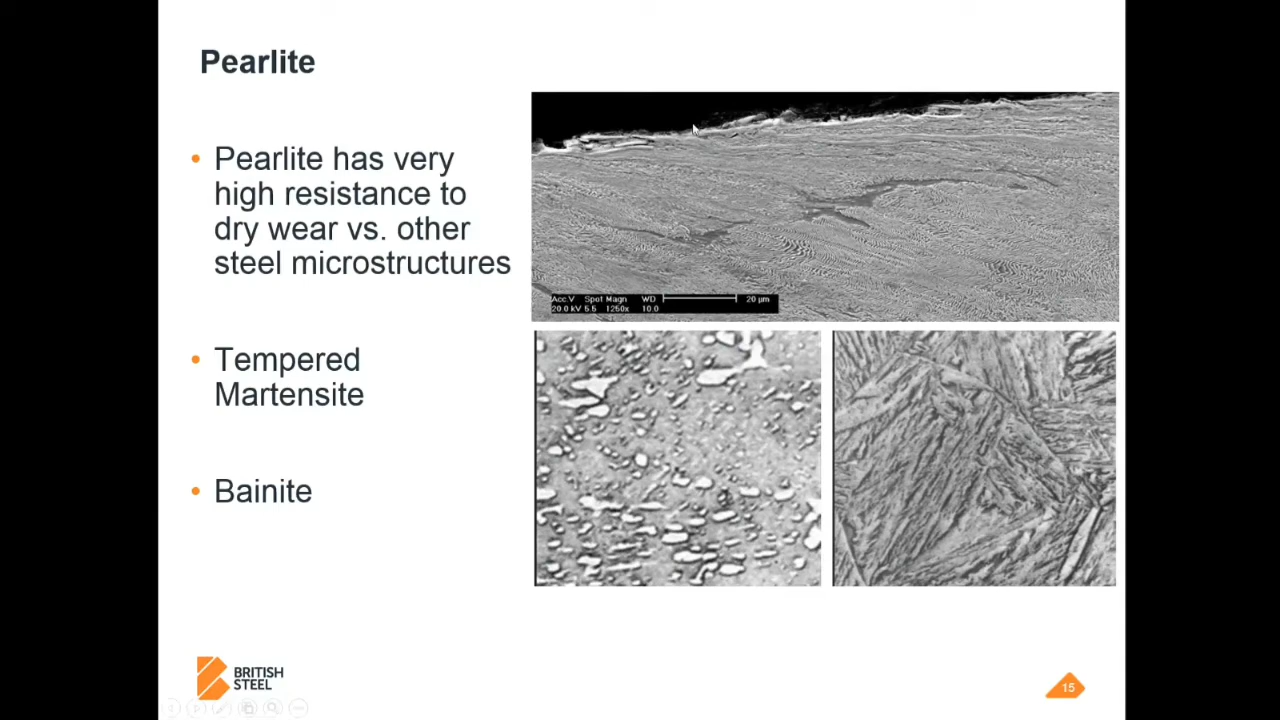 Pearlite
• Pearlite has very
high resistance to
dry wear vs. other
steel microstructures
• Tempered
Martensite
• Bainite
Acc.V Spot Magn WD 20 µm
20.0 kV 5.5 1250x 10.0
BRITISH
STEEL
15